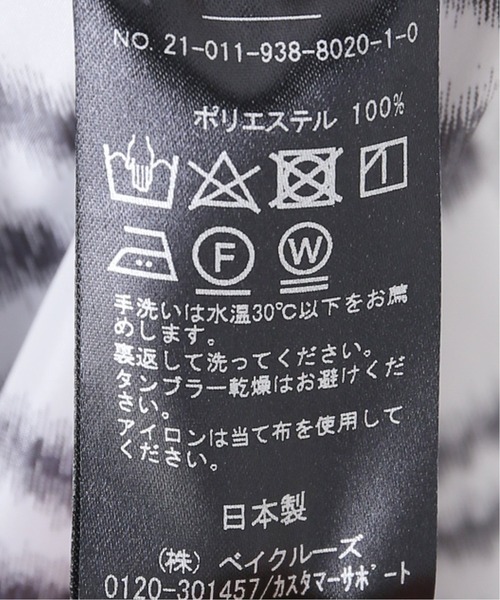 NO. 21-011-938-8020-1-0
ポリエステル 100%
F W
手洗いは水温30℃以下をお薦
めします。
裏返して洗ってください。
タンブラー乾燥はお避けくだ
さい。
アイロンは当て布を使用して
ください。
日本製
(株) ベイクルーズ
0120-301457/ｶｽﾀﾏｰｻﾎﾟｰﾄ